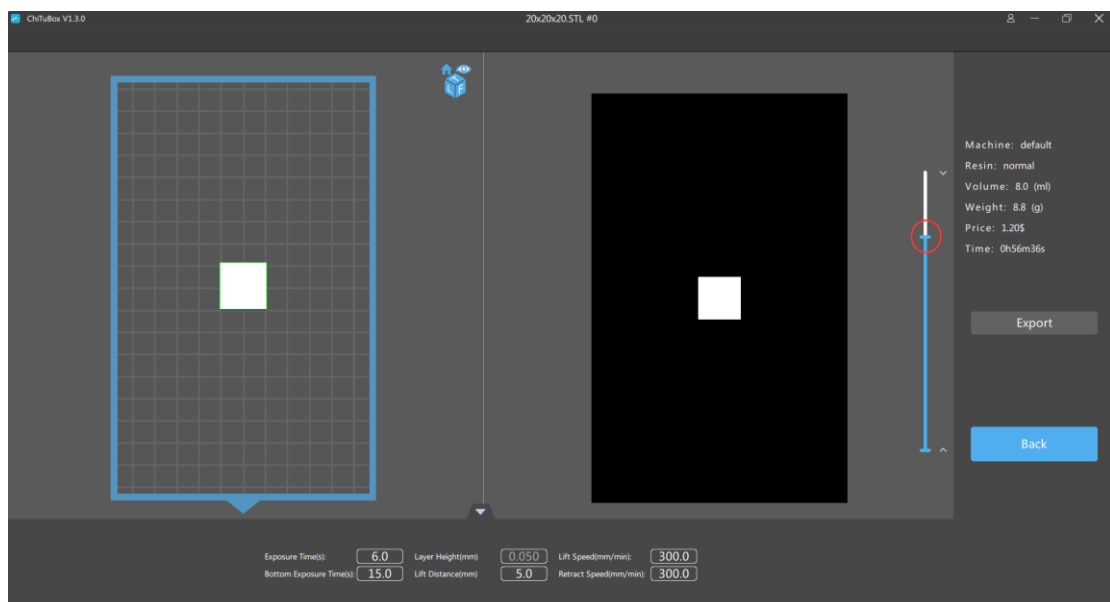 ChiTuBox V1.3.0
20x20x20.STL #0
T
L F
Machine: default
Resin: normal
Volume: 8.0 (ml)
Weight: 8.8 (g)
Price: 1.20$
Time: 0h56m36s
Export
Back
Exposure Time(s): 6.0 Layer Height(mm) 0.050 Lift Speed(mm/min): 300.0
Bottom Exposure Time(s): 15.0 Lift Distance(mm) 5.0 Retract Speed(mm/min): 300.0